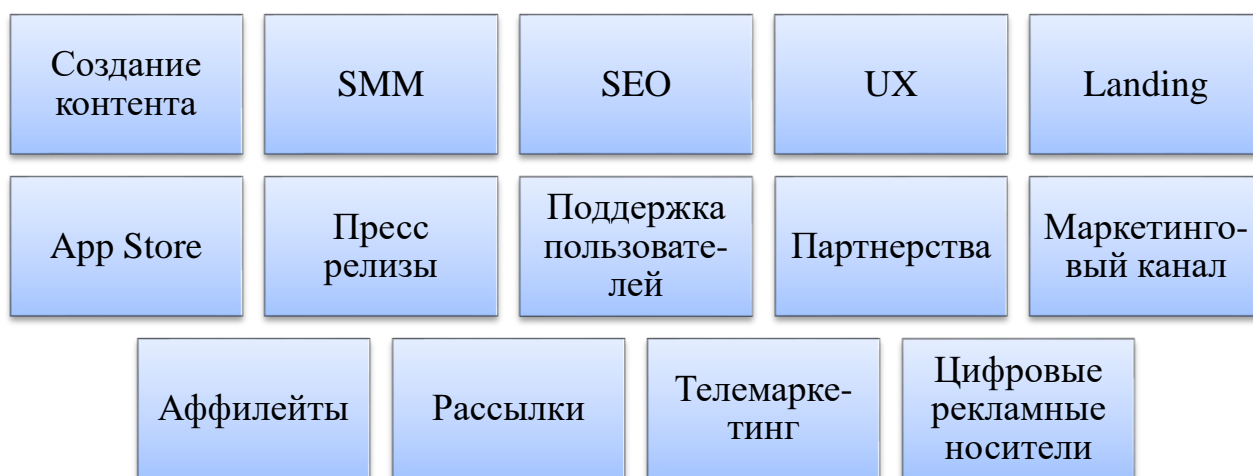 Создание
контента
SMM
SEO
UX
Landing
App Store
Пресс
релизы
Поддержка
пользовате-
лей
Партнерства
Маркетинго-
вый канал
Аффилейты
Рассылки
Телемарке-
тинг
Цифровые
рекламные
носители